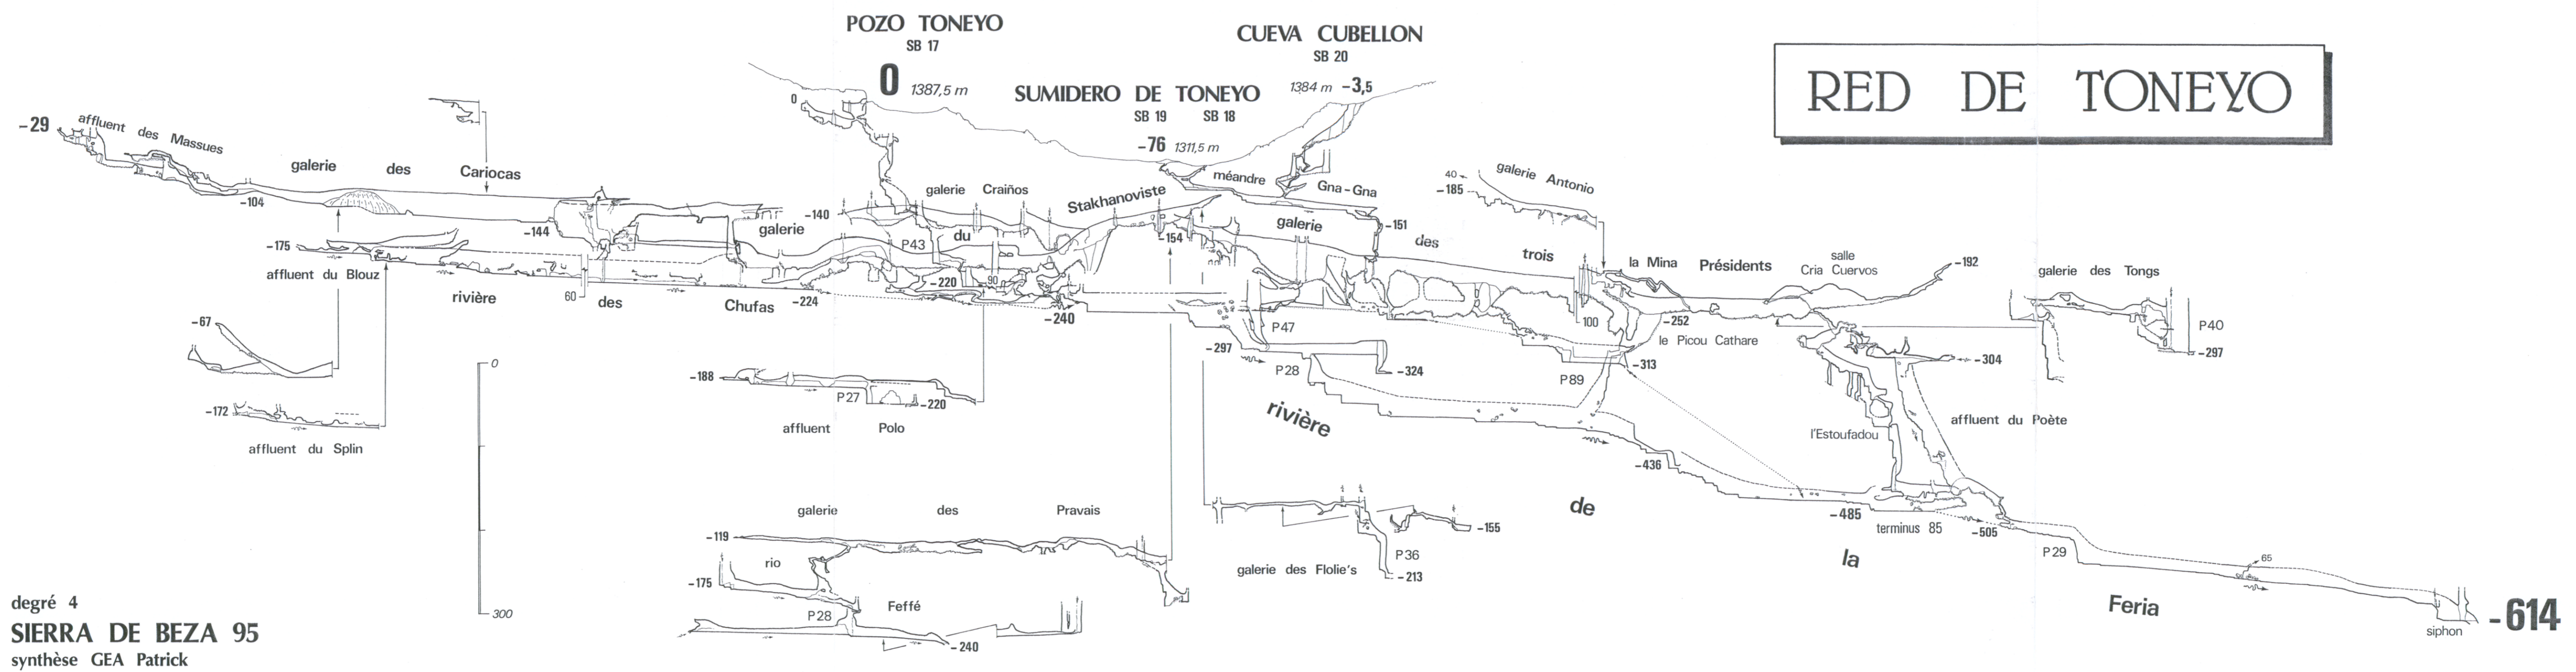 POZO TONEYO
SB 17
0 1387,5 m
CUEVA CUBELLON
SB 20
1384 m -3,5
SUMIDERO DE TONEYO
SB 19 SB 18
-76 1311,5 m
RED DE TONEYO
0
-29
affluent des Massues
galerie des Cariocas
-104
-144
-140
galerie Craiños
Stakhanoviste
méandre
Gna-Gna
40
-185
galerie Antonio
-175
affluent du Blouz
rivière des Chufas
60
-224
galerie
P43
du
-220
90
-240
-154
galerie des trois Présidents
-151
la Mina
salle
Cria Cuervos
-192
galerie des Tongs
100
-252
le Picou Cathare
P40
-297
-67
-172
affluent du Splin
0
300
-188
P27
-220
affluent Polo
-297
P47
P28
-324
P89
-313
-304
affluent du Poète
l'Estoufadou
rivière de la Feria
-436
-485
terminus 85
-505
P29
65
siphon
-614
galerie des Pravais
-119
rio Feffé
-175
P28
-240
P36
-213
-155
galerie des Flolie's
degré 4
SIERRA DE BEZA 95
synthèse GEA Patrick